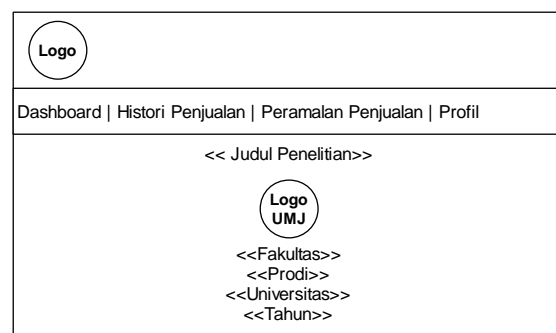 Logo
Dashboard | Histori Penjualan | Peramalan Penjualan | Profil
<< Judul Penelitian>>
Logo
UMJ
<<Fakultas>>
<<Prodi>>
<<Universitas>>
<<Tahun>>